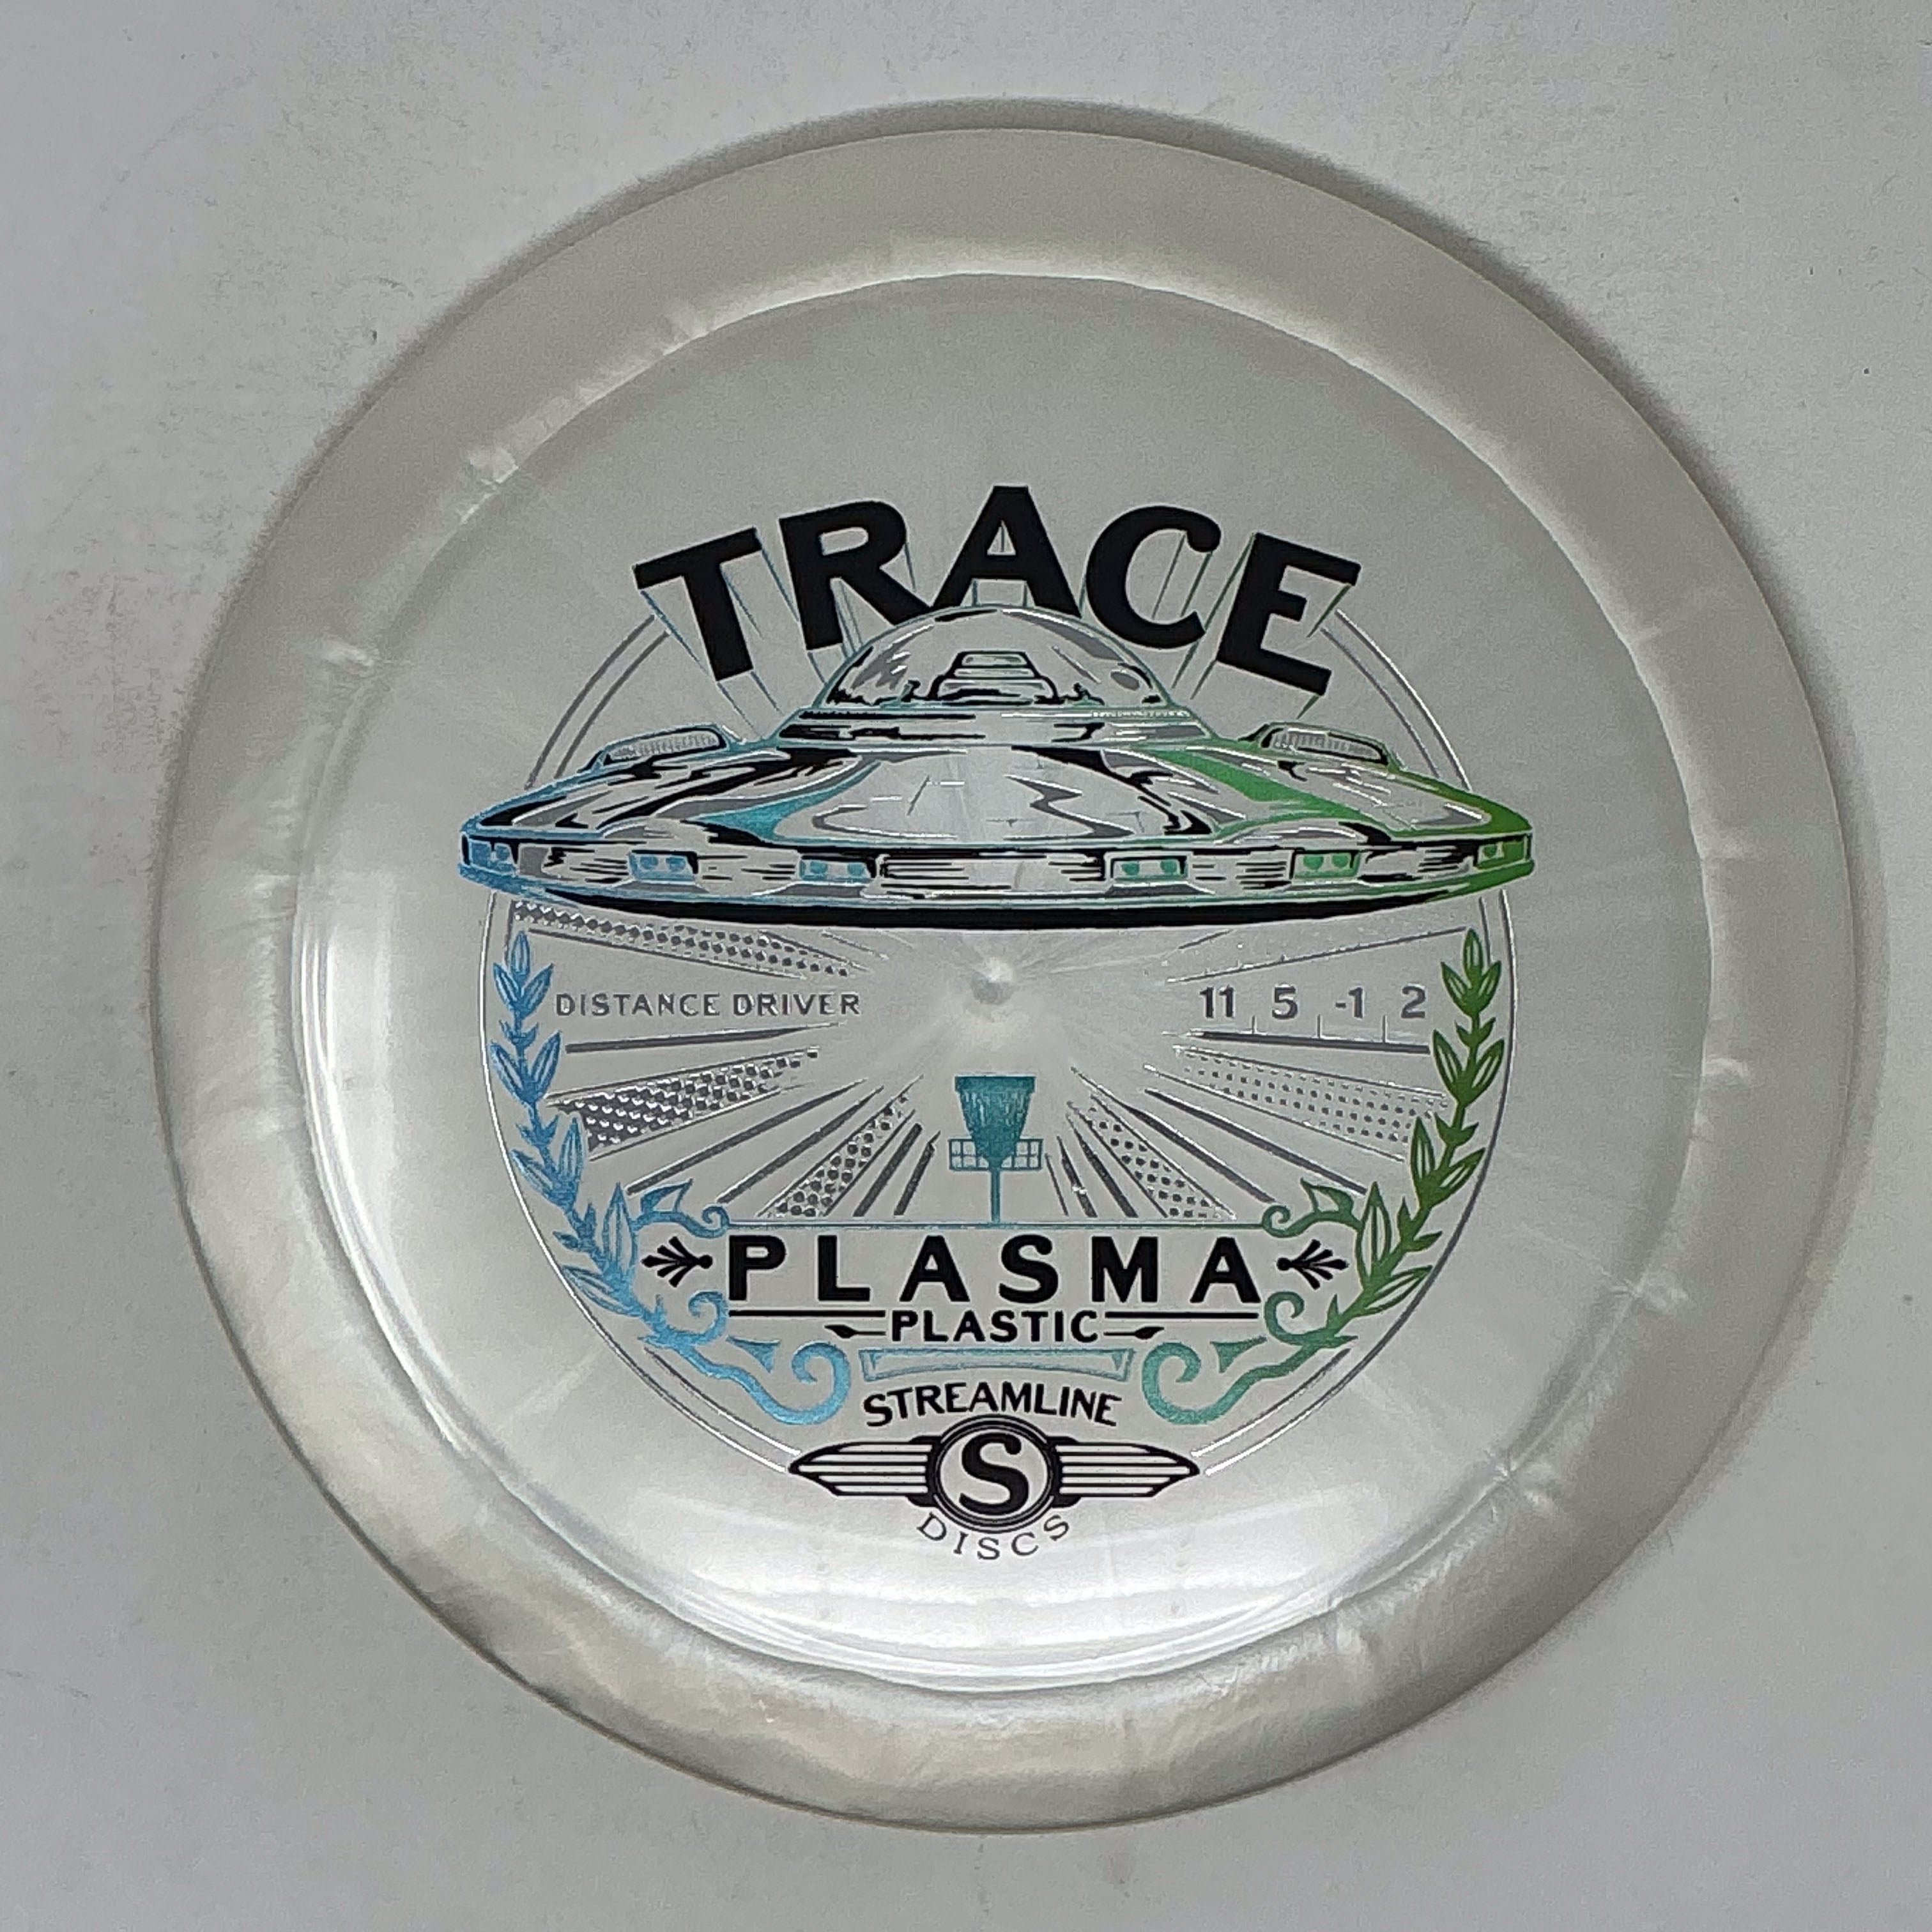 TRACE
DISTANCE DRIVER
11 5 -1 2
PLASMA
PLASTIC
STREAMLINE
S
DISCS